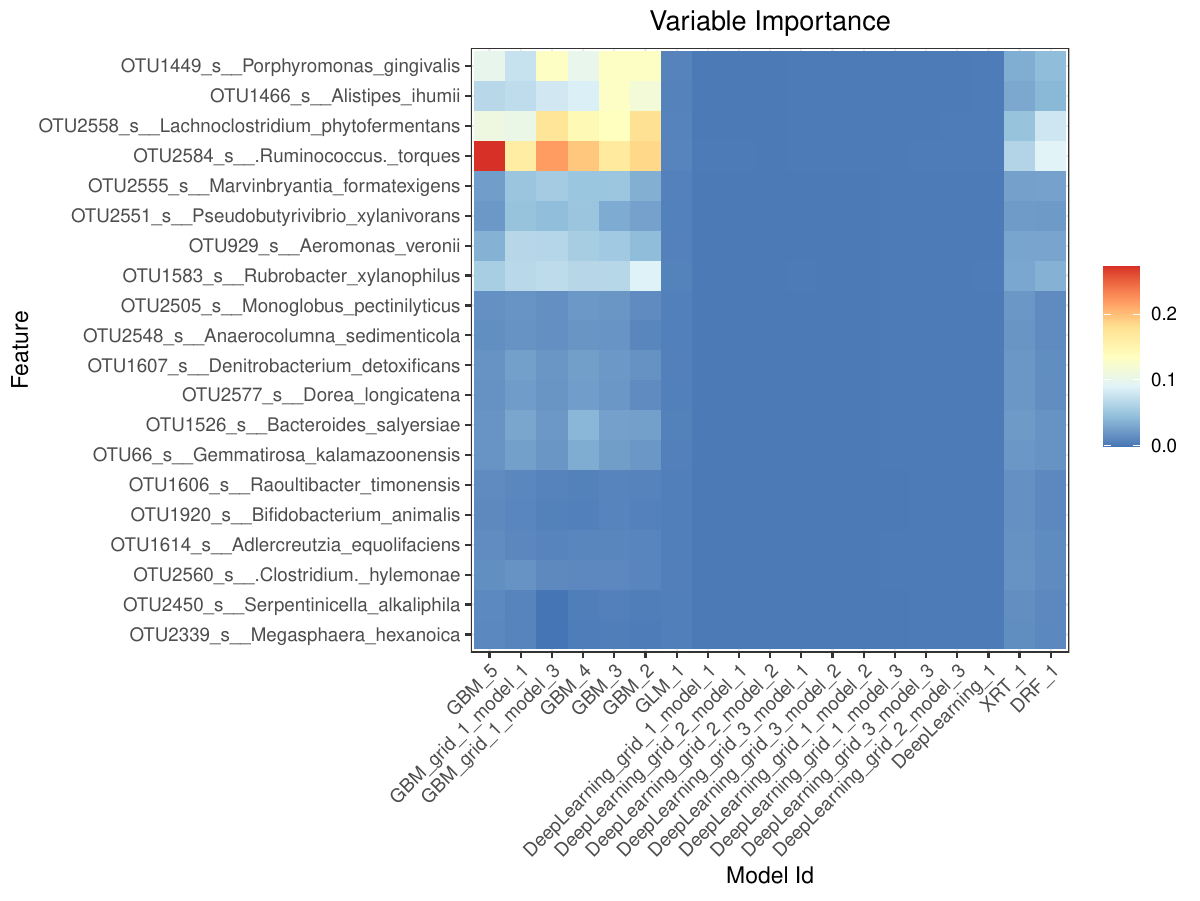 Variable Importance
Feature
OTU1449_s__Porphyromonas_gingivalis
OTU1466_s__Alistipes_ihumii
OTU2558_s__Lachnoclostridium_phytofermentans
OTU2584_s__.Ruminococcus._torques
OTU2555_s__Marvinbryantia_formatexigens
OTU2551_s__Pseudobutyrivibrio_xylanivorans
OTU929_s__Aeromonas_veronii
OTU1583_s__Rubrobacter_xylanophilus
OTU2505_s__Monoglobus_pectinilyticus
OTU2548_s__Anaerocolumna_sedimenticola
OTU1607_s__Denitrobacterium_detoxificans
OTU2577_s__Dorea_longicatena
OTU1526_s__Bacteroides_salyersiae
OTU66_s__Gemmatirosa_kalamazoonensis
OTU1606_s__Raoultibacter_timonensis
OTU1920_s__Bifidobacterium_animalis
OTU1614_s__Adlercreutzia_equolifaciens
OTU2560_s__.Clostridium._hylemonae
OTU2450_s__Serpentinicella_alkaliphila
OTU2339_s__Megasphaera_hexanoica
GBM_5
GBM_grid_1_model_1
GBM_grid_1_model_3
GBM_4
GBM_3
GBM_2
GLM_1
DeepLearning_grid_1_model_1
DeepLearning_grid_2_model_1
DeepLearning_grid_2_model_2
DeepLearning_grid_3_model_1
DeepLearning_grid_3_model_2
DeepLearning_grid_1_model_2
DeepLearning_grid_1_model_3
DeepLearning_grid_3_model_3
DeepLearning_grid_2_model_3
DeepLearning_1
XRT_1
DRF_1
Model Id
0.2
0.1
0.0